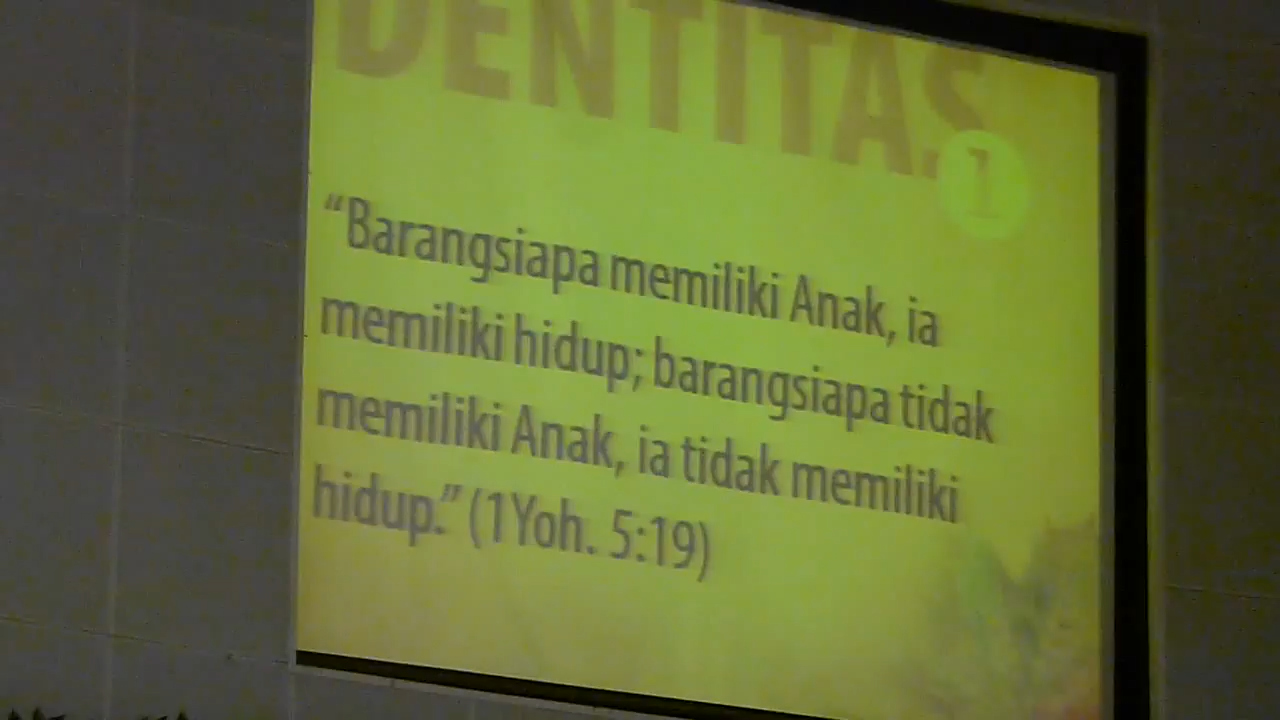 DENTITAS.
1
“Barangsiapa memiliki Anak, ia
memiliki hidup; barangsiapa tidak
memiliki Anak, ia tidak memiliki
hidup.” (1Yoh. 5:19)